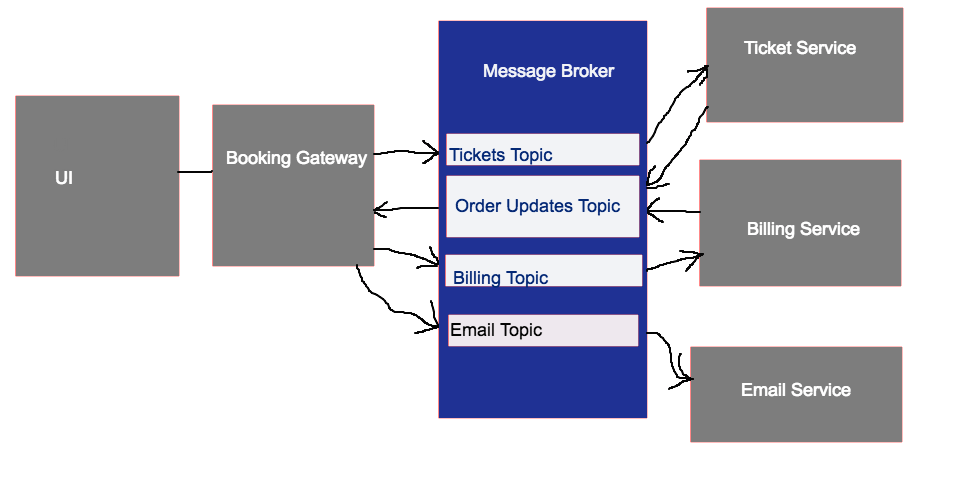 UI
Booking Gateway
Message Broker
Tickets Topic
Order Updates Topic
Billing Topic
Email Topic
Ticket Service
Billing Service
Email Service